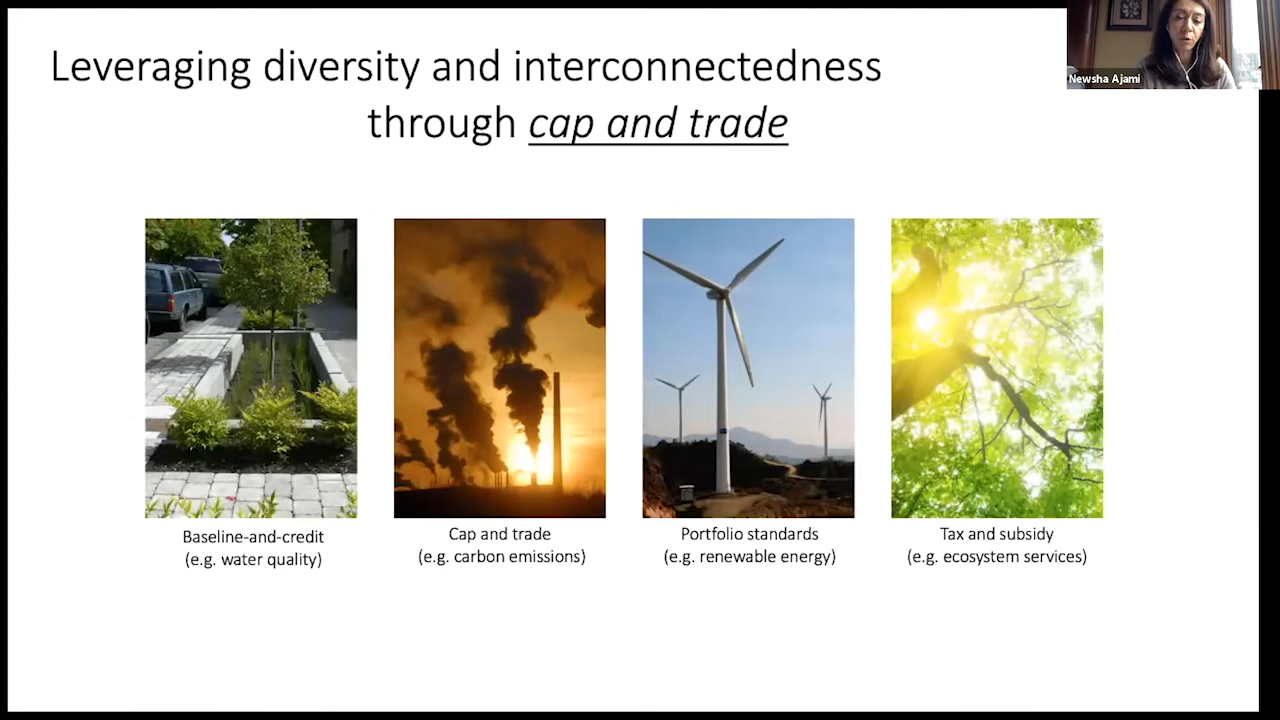 Leveraging diversity and interconnectedness
through cap and trade
Newsha Ajami
Baseline-and-credit
(e.g. water quality)
Cap and trade
(e.g. carbon emissions)
Portfolio standards
(e.g. renewable energy)
Tax and subsidy
(e.g. ecosystem services)